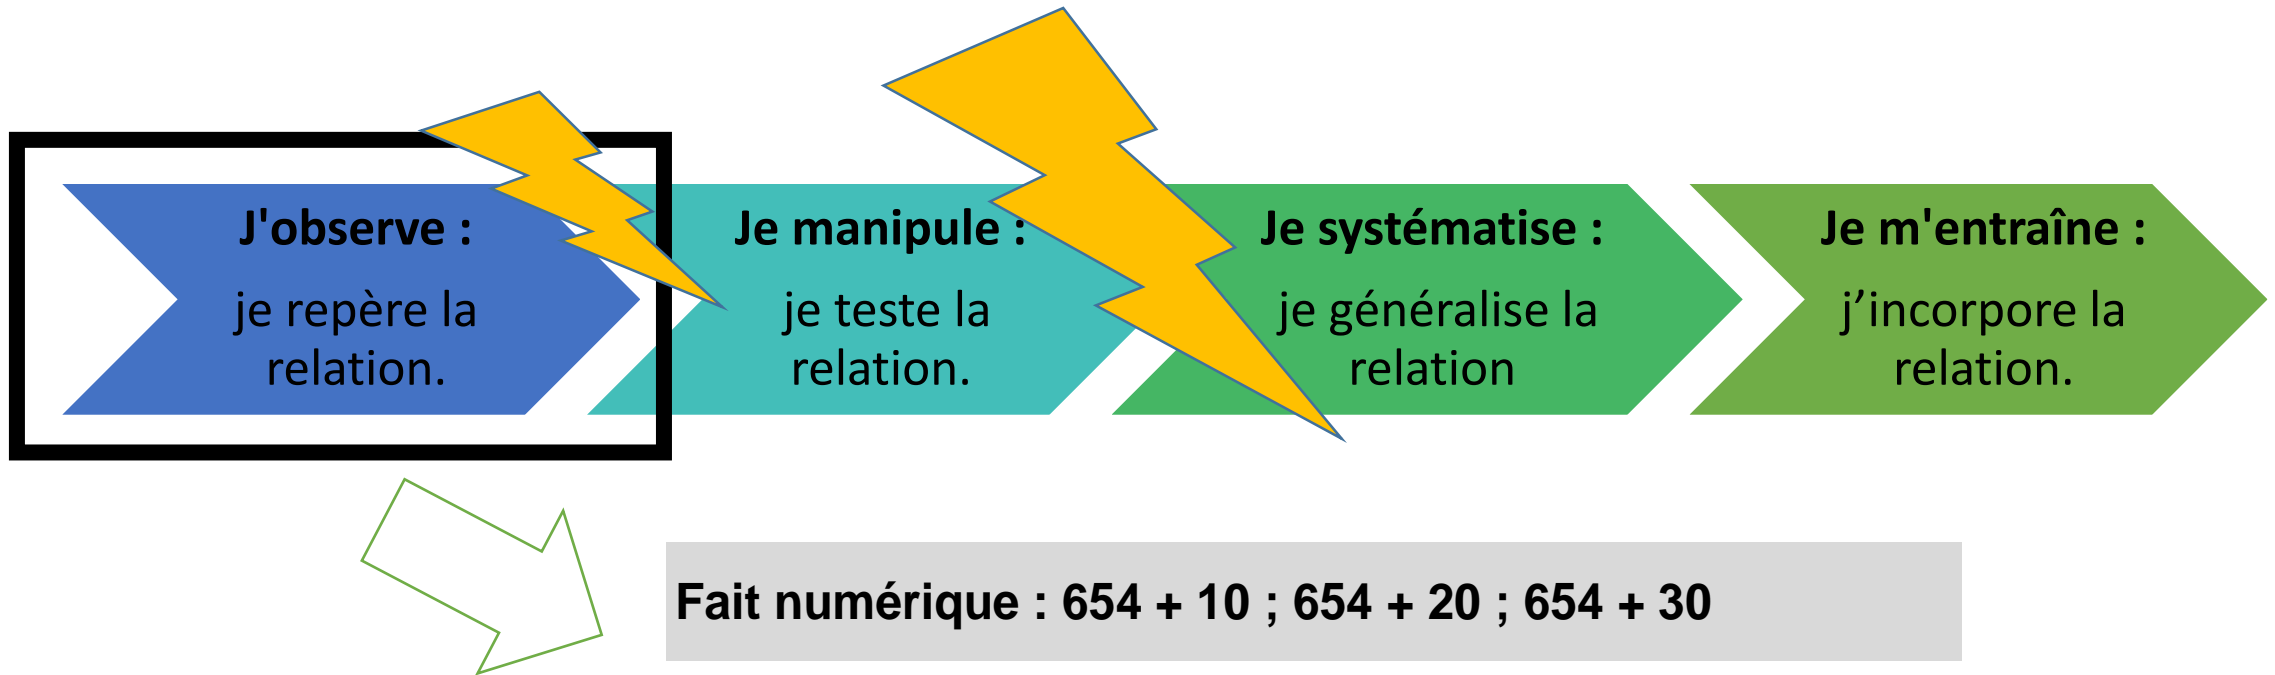 J'observe :
je repère la
relation.
Je manipule :
je teste la
relation.
Je systématise :
je généralise la
relation
Je m'entraîne :
j’incorpore la
relation.
Fait numérique : 654 + 10 ; 654 + 20 ; 654 + 30